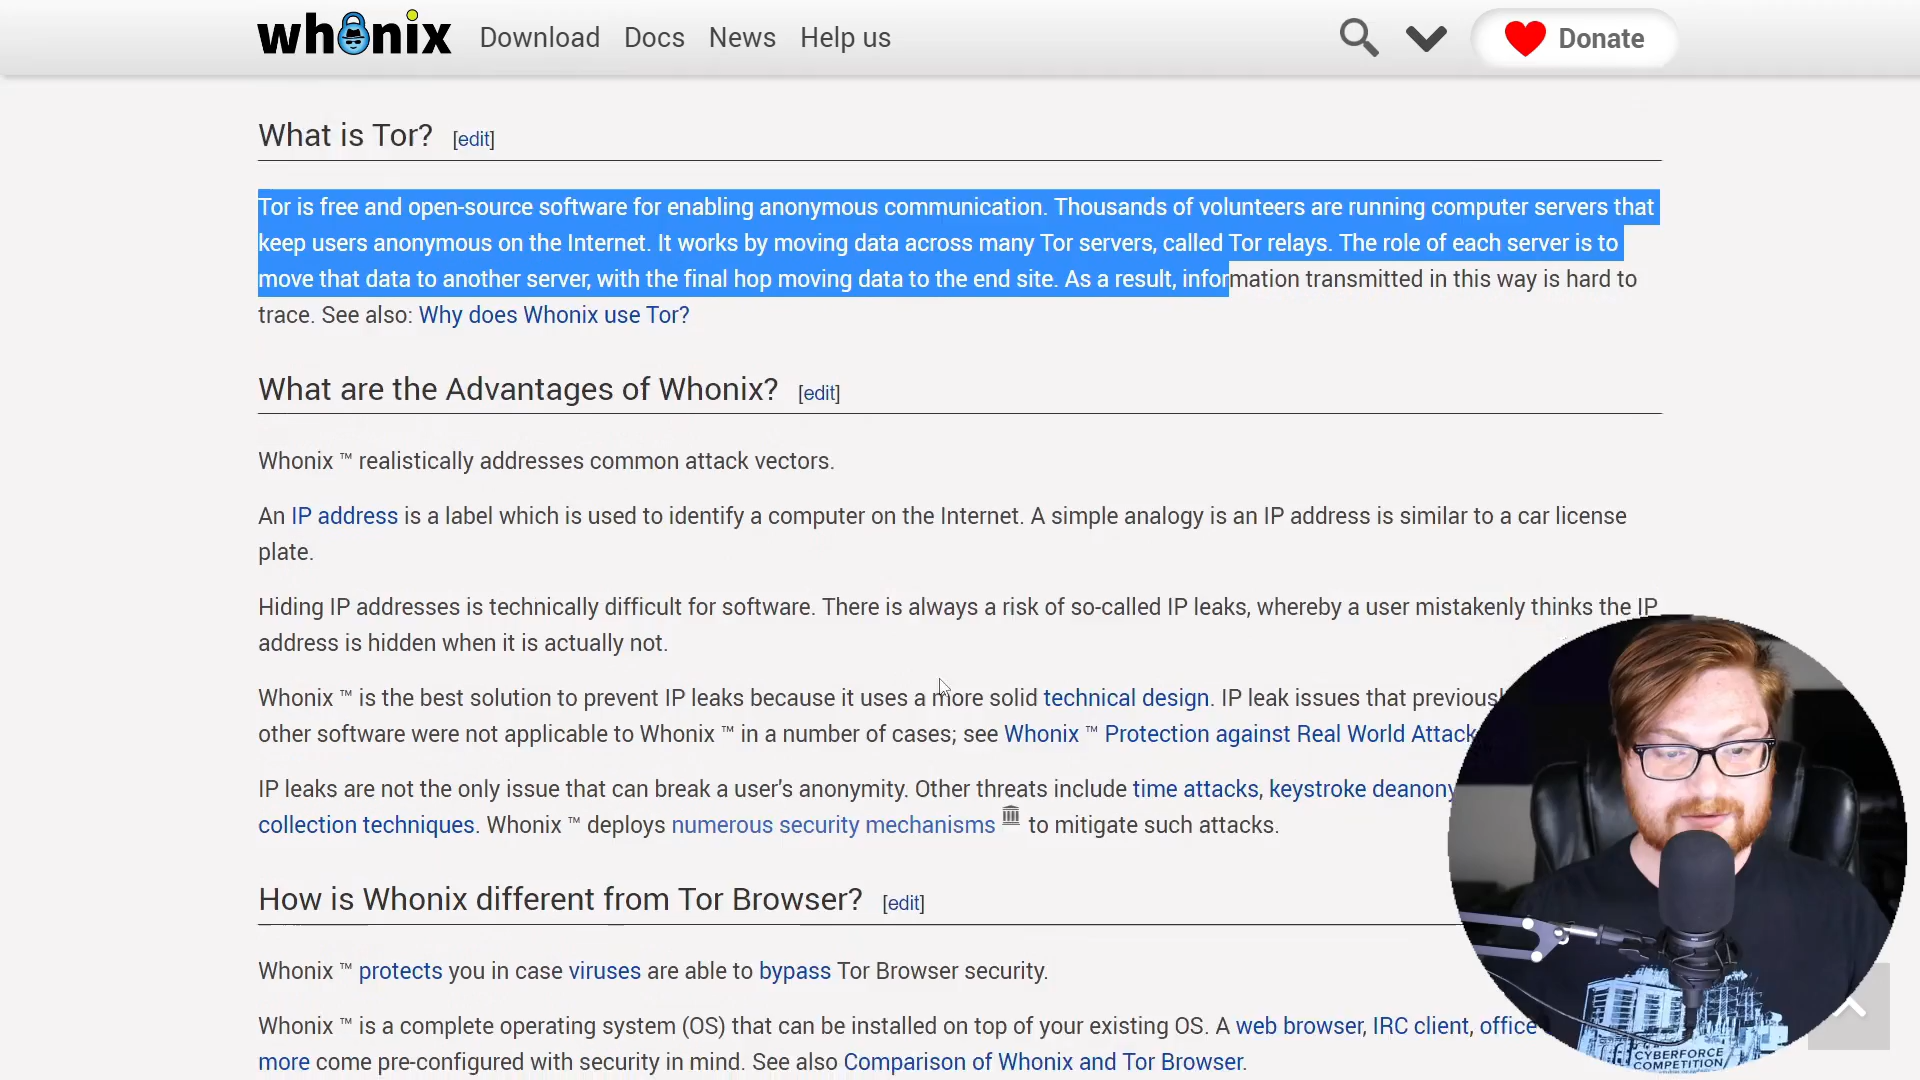 whonix Download Docs News Help us Donate
What is Tor? [edit]
Tor is free and open-source software for enabling anonymous communication. Thousands of volunteers are running computer servers that
keep users anonymous on the Internet. It works by moving data across many Tor servers, called Tor relays. The role of each server is to
move that data to another server, with the final hop moving data to the end site. As a result, information transmitted in this way is hard to
trace. See also: Why does Whonix use Tor?
What are the Advantages of Whonix? [edit]
Whonix ™ realistically addresses common attack vectors.
An IP address is a label which is used to identify a computer on the Internet. A simple analogy is an IP address is similar to a car license
plate.
Hiding IP addresses is technically difficult for software. There is always a risk of so-called IP leaks, whereby a user mistakenly thinks the IP
address is hidden when it is actually not.
Whonix ™ is the best solution to prevent IP leaks because it uses a more solid technical design. IP leak issues that previous
other software were not applicable to Whonix ™ in a number of cases; see Whonix ™ Protection against Real World Attack
IP leaks are not the only issue that can break a user's anonymity. Other threats include time attacks, keystroke deanony
collection techniques. Whonix ™ deploys numerous security mechanisms to mitigate such attacks.
How is Whonix different from Tor Browser? [edit]
Whonix ™ protects you in case viruses are able to bypass Tor Browser security.
Whonix ™ is a complete operating system (OS) that can be installed on top of your existing OS. A web browser, IRC client, office
more come pre-configured with security in mind. See also Comparison of Whonix and Tor Browser.
CYBERFORCE
COMPETITION